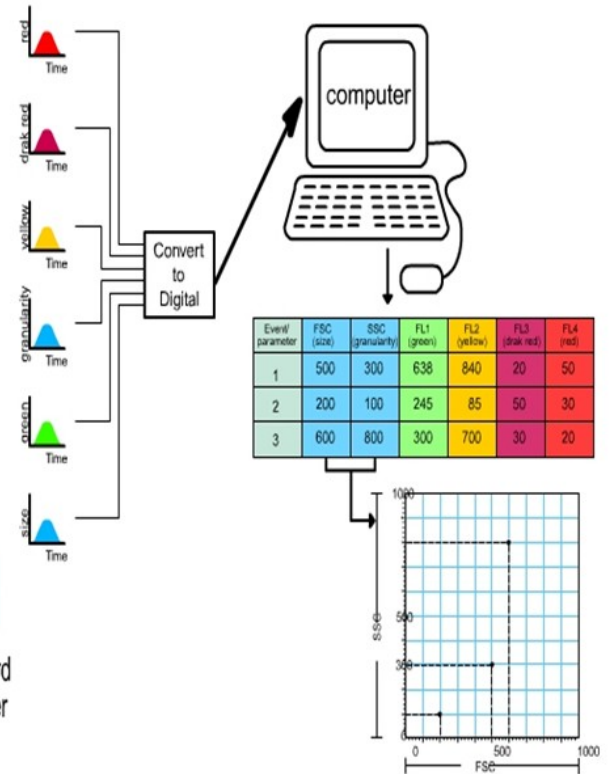 red
Time
drak red
Time
yellow
Time
granularity
Time
green
Time
size
Time
Convert
to
Digital
computer
Event/ parameter FSC (size) SSC (granularity) FL1 (green) FL2 (yellow) FL3 (drak red) FL4 (red)
1 500 300 638 840 20 50
2 200 100 245 85 50 30
3 600 800 300 700 30 20
1000
500
300
0
SSC
0 500 1000
FSC
rd
er